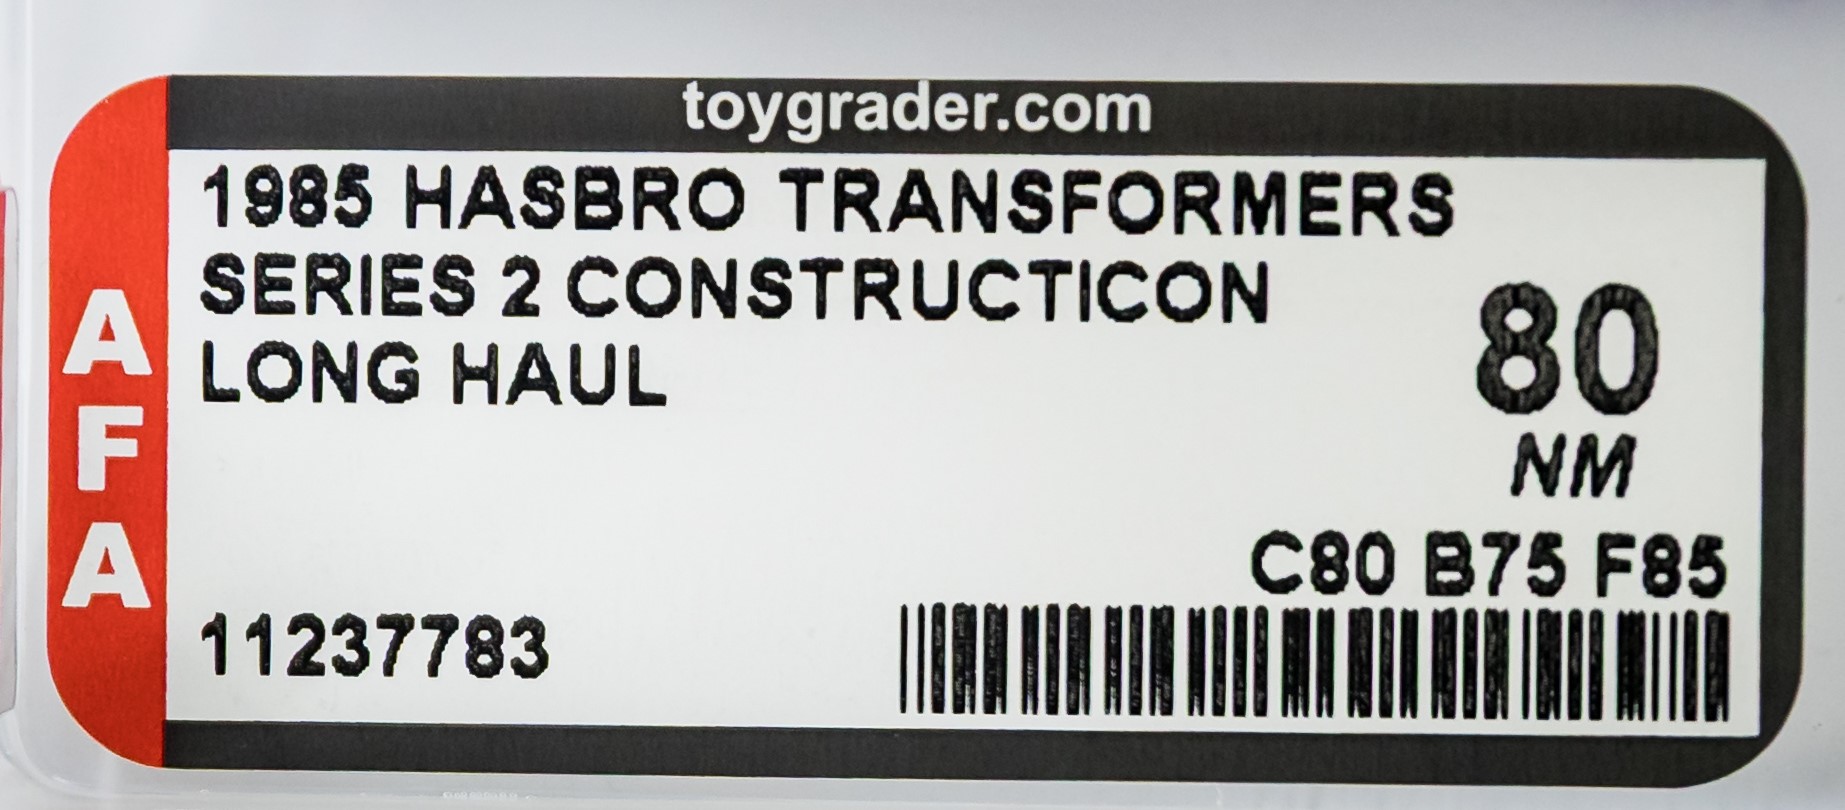 toygrader.com
AFA
1985 HASBRO TRANSFORMERS
SERIES 2 CONSTRUCTICON
LONG HAUL
80
NM
C80 B75 F85
11237783